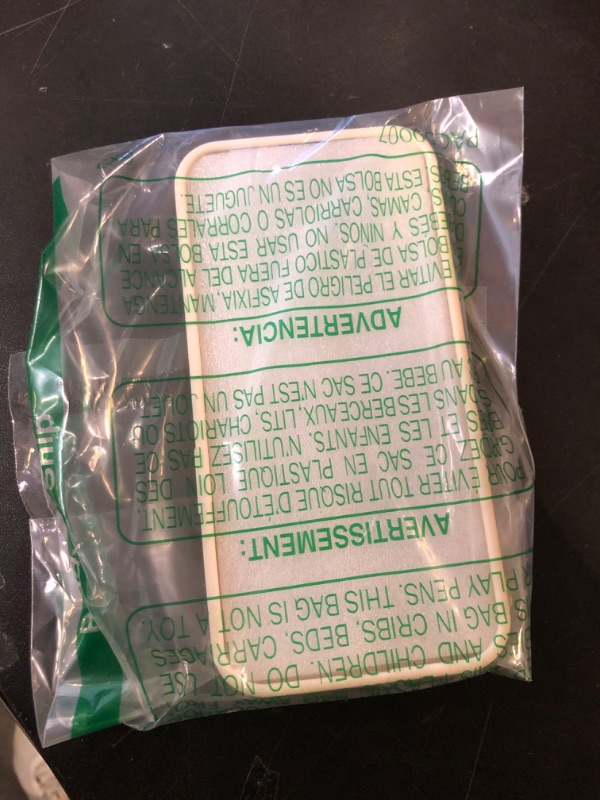 AWAY FROM
AND CHILDREN. DO NOT USE
BAG IN CRIBS, BEDS, CARRIAGES
PLAY PENS. THIS BAG IS NOT A TOY.
AVERTISSEMENT:
POUR ÉVITER TOUT RISQUE D'ÉTOUFFEMENT,
CE SAC EN PLASTIQUE LOIN DES
ET LES ENFANTS. N'UTILISEZ PAS CE
DANS LES BERCEAUX, LITS, CHARIOTS OU
AU BEBE. CE SAC N'EST PAS UN JOUET.
ADVERTENCIA:
EVITAR EL PELIGRO DE ASFIXIA, MANTENGA
BOLSA DE PLASTICO FUERA DEL ALCANCE
Y NINOS. NO USAR ESTA BOLSA EN
CAMAS, CARRIOLAS O CORRALES PARA
ESTA BOLSA NO ES UN JUGUETE.